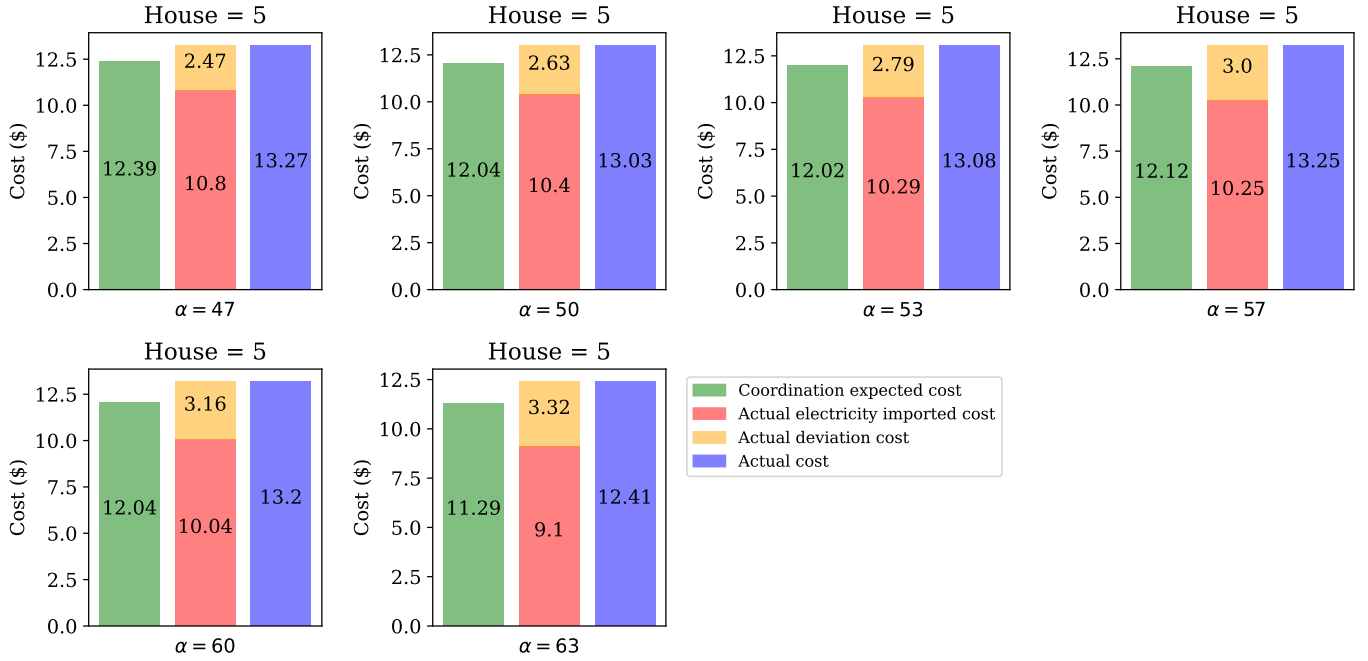 House = 5
Cost ($)
12.5
10.0
7.5
5.0
2.5
0.0
12.39
2.47
10.8
13.27
α = 47
House = 5
Cost ($)
12.5
10.0
7.5
5.0
2.5
0.0
12.04
2.63
10.4
13.03
α = 50
House = 5
Cost ($)
12.5
10.0
7.5
5.0
2.5
0.0
12.02
2.79
10.29
13.08
α = 53
House = 5
Cost ($)
12.5
10.0
7.5
5.0
2.5
0.0
12.12
3.0
10.25
13.25
α = 57
House = 5
Cost ($)
12.5
10.0
7.5
5.0
2.5
0.0
12.04
3.16
10.04
13.2
α = 60
House = 5
Cost ($)
12.5
10.0
7.5
5.0
2.5
0.0
11.29
3.32
9.1
12.41
α = 63
Coordination expected cost
Actual electricity imported cost
Actual deviation cost
Actual cost